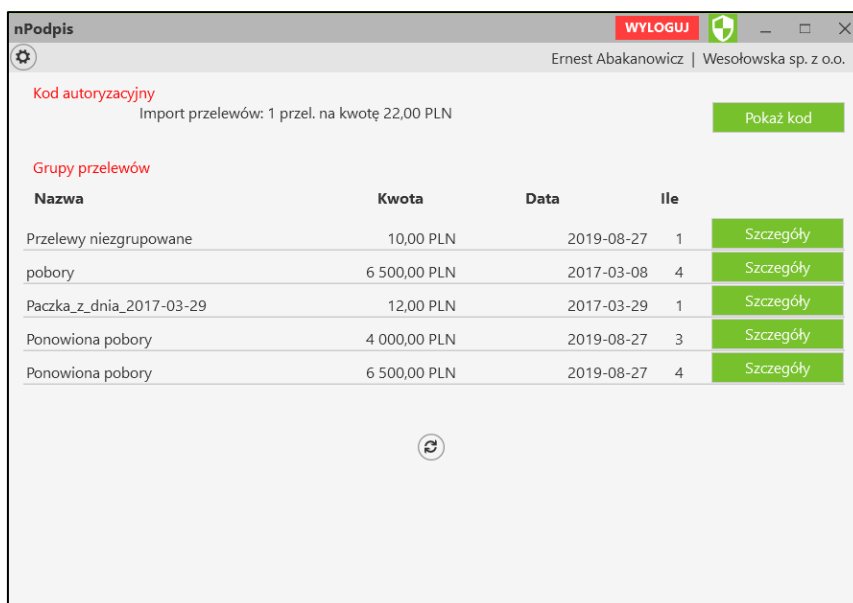 nPodpis WYLOGUJ
Ernest Abakanowicz | Wesołowska sp. z o.o.
Kod autoryzacyjny
Import przelewów: 1 przel. na kwotę 22,00 PLN Pokaż kod
Grupy przelewów
Nazwa Kwota Data Ile
Przelewy niezgrupowane 10,00 PLN 2019-08-27 1 Szczegóły
pobory 6 500,00 PLN 2017-03-08 4 Szczegóły
Paczka_z_dnia_2017-03-29 12,00 PLN 2017-03-29 1 Szczegóły
Ponowiona pobory 4 000,00 PLN 2019-08-27 3 Szczegóły
Ponowiona pobory 6 500,00 PLN 2019-08-27 4 Szczegóły